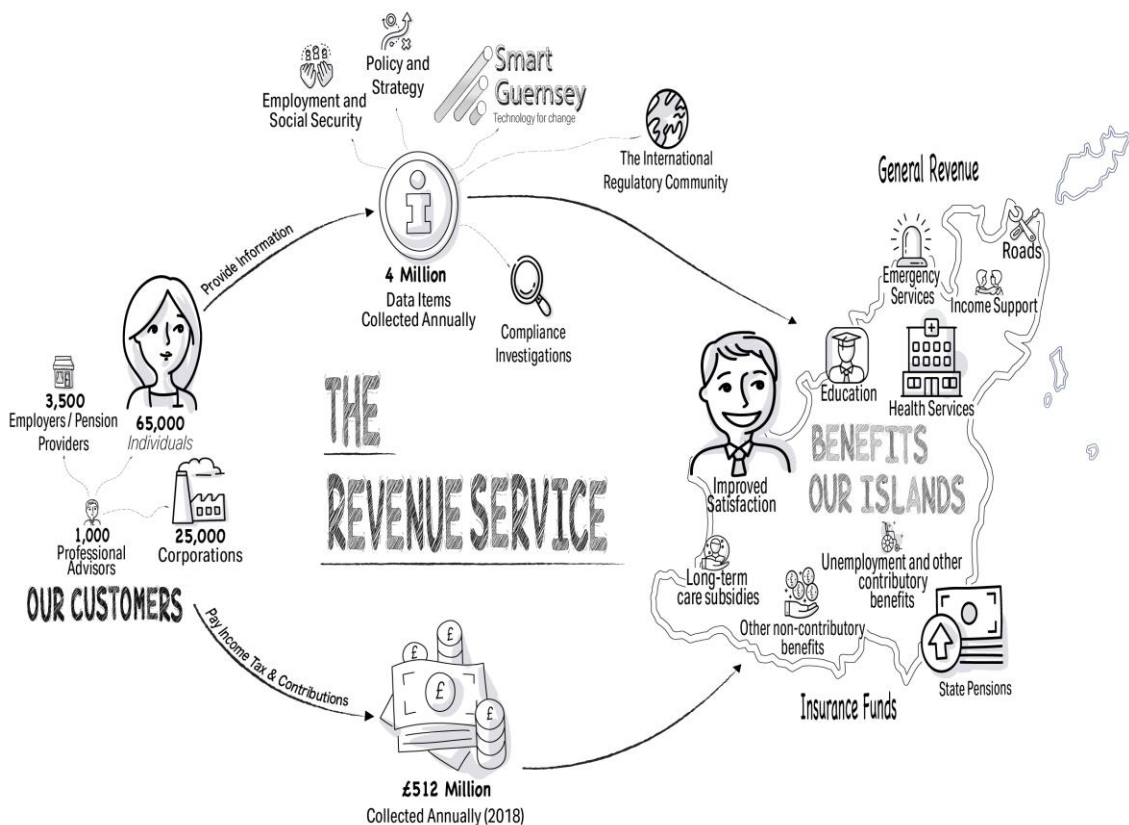 Employment and
Social Security
Policy and
Strategy
Smart
Guernsey
Technology for change
The International
Regulatory Community
Provide Information
i
4 Million
Data Items
Collected Annually
Compliance
Investigations
3,500
Employers / Pension
Providers
65,000
Individuals
1,000
Professional
Advisors
25,000
Corporations
OUR CUSTOMERS
THE
REVENUE SERVICE
Pay Income Tax & Contributions
£
£
£
£
£512 Million
Collected Annually (2018)
General Revenue
Roads
Emergency
Services
Income Support
Education
Health Services
Improved
Satisfaction
BENEFITS
OUR ISLANDS
Long-term
care subsidies
Other non-contributory
benefits
Unemployment and other
contributory
benefits
State Pensions
Insurance Funds